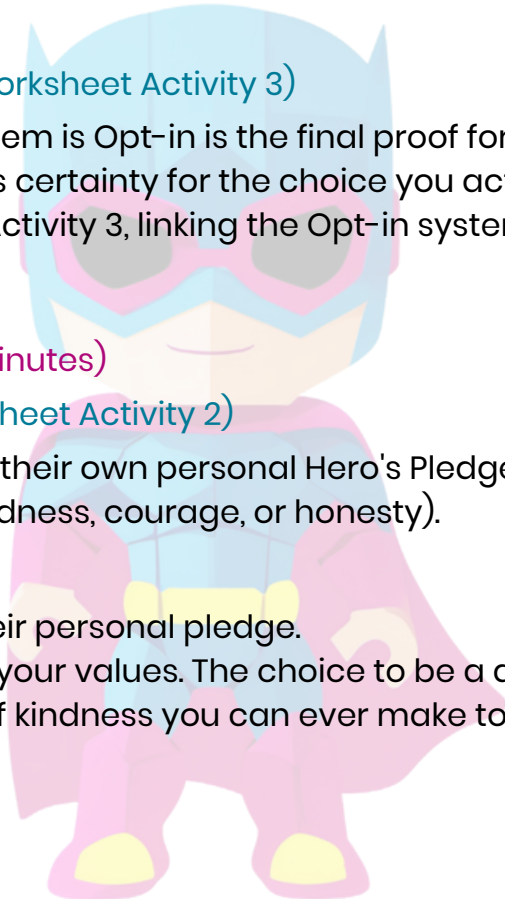 orksheet Activity 3)
em is Opt-in is the final proof for
s certainty for the choice you ac
ctivity 3, linking the Opt-in syste
inutes)
heet Activity 2)
their own personal Hero's Pledge
dness, courage, or honesty).
eir personal pledge.
your values. The choice to be a
f kindness you can ever make to